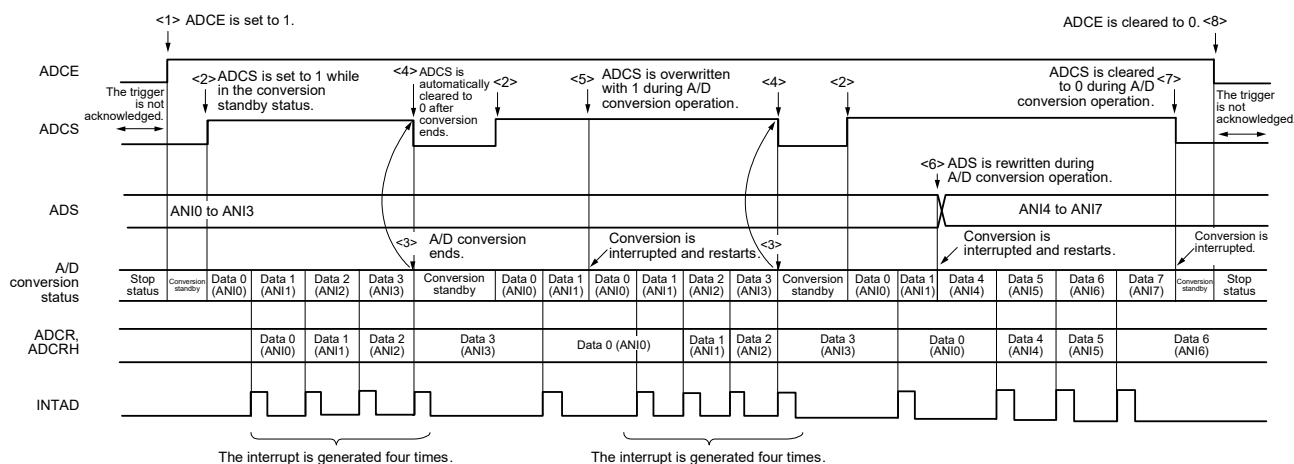 <1> ADCE is set to 1.
ADCE is cleared to 0. <8>
ADCE
The trigger
is not
acknowledged.
<2> ADCS is set to 1 while
in the conversion
standby status.
<4> ADCS is
automatically
cleared to
0 after
conversion
ends.
<2>
<5> ADCS is overwritten
with 1 during A/D
conversion operation.
<4>
<2>
ADCS is cleared <7>
to 0 during A/D
conversion operation.
The trigger
is not
acknowledged.
ADCS
<6> ADS is rewritten during
A/D conversion operation.
ADS
ANI0 to ANI3
ANI4 to ANI7
<3> A/D conversion
ends.
Conversion is
interrupted and restarts.
<3>
Conversion is
interrupted and restarts.
Conversion is
interrupted.
A/D
conversion
status
Stop
status
Conversion
standby
Data 0
(ANI0)
Data 1
(ANI1)
Data 2
(ANI2)
Data 3
(ANI3)
Conversion
standby
Data 0
(ANI0)
Data 1
(ANI1)
Data 0
(ANI0)
Data 1
(ANI1)
Data 2
(ANI2)
Data 3
(ANI3)
Conversion
standby
Data 0
(ANI0)
Data 1
(ANI1)
Data 4
(ANI4)
Data 5
(ANI5)
Data 6
(ANI6)
Data 7
(ANI7)
Conversion
standby
Stop
status
ADCR,
ADCRH
Data 0
(ANI0)
Data 1
(ANI1)
Data 2
(ANI2)
Data 3
(ANI3)
Data 0 (ANI0)
Data 1
(ANI1)
Data 2
(ANI2)
Data 3
(ANI3)
Data 0
(ANI0)
Data 4
(ANI4)
Data 5
(ANI5)
Data 6
(ANI6)
INTAD
The interrupt is generated four times.
The interrupt is generated four times.